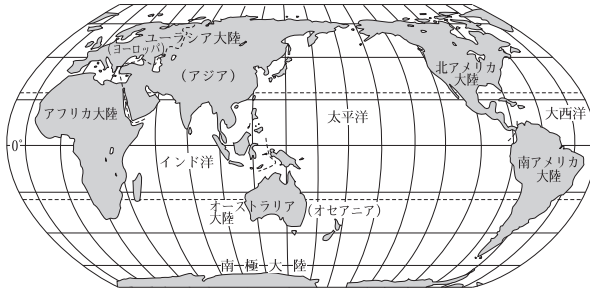 ユーラシア大陸
(ヨーロッパ)
(アジア)
北アメリカ
大陸
アフリカ大陸
太平洋
大西洋
0°
インド洋
南アメリカ
大陸
オーストラリア
大陸
(オセアニア)
南極大陸